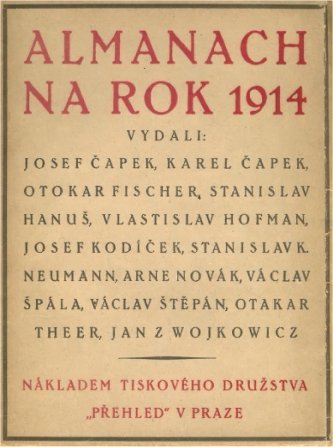 ALMANACH
NA ROK 1914
VYDALI:
JOSEF ČAPEK, KAREL ČAPEK,
OTOKAR FISCHER, STANISLAV
HANUŠ, VLASTISLAV HOFMAN,
JOSEF KODÍČEK, STANISLAV K.
NEUMANN, ARNE NOVÁK, VÁCLAV
ŠPÁLA, VÁCLAV ŠTĚPÁN, OTAKAR
THEER, JAN Z WOJKOWICZ
NÁKLADEM TISKOVÉHO DRUŽSTVA
„PŘEHLED" V PRAZE